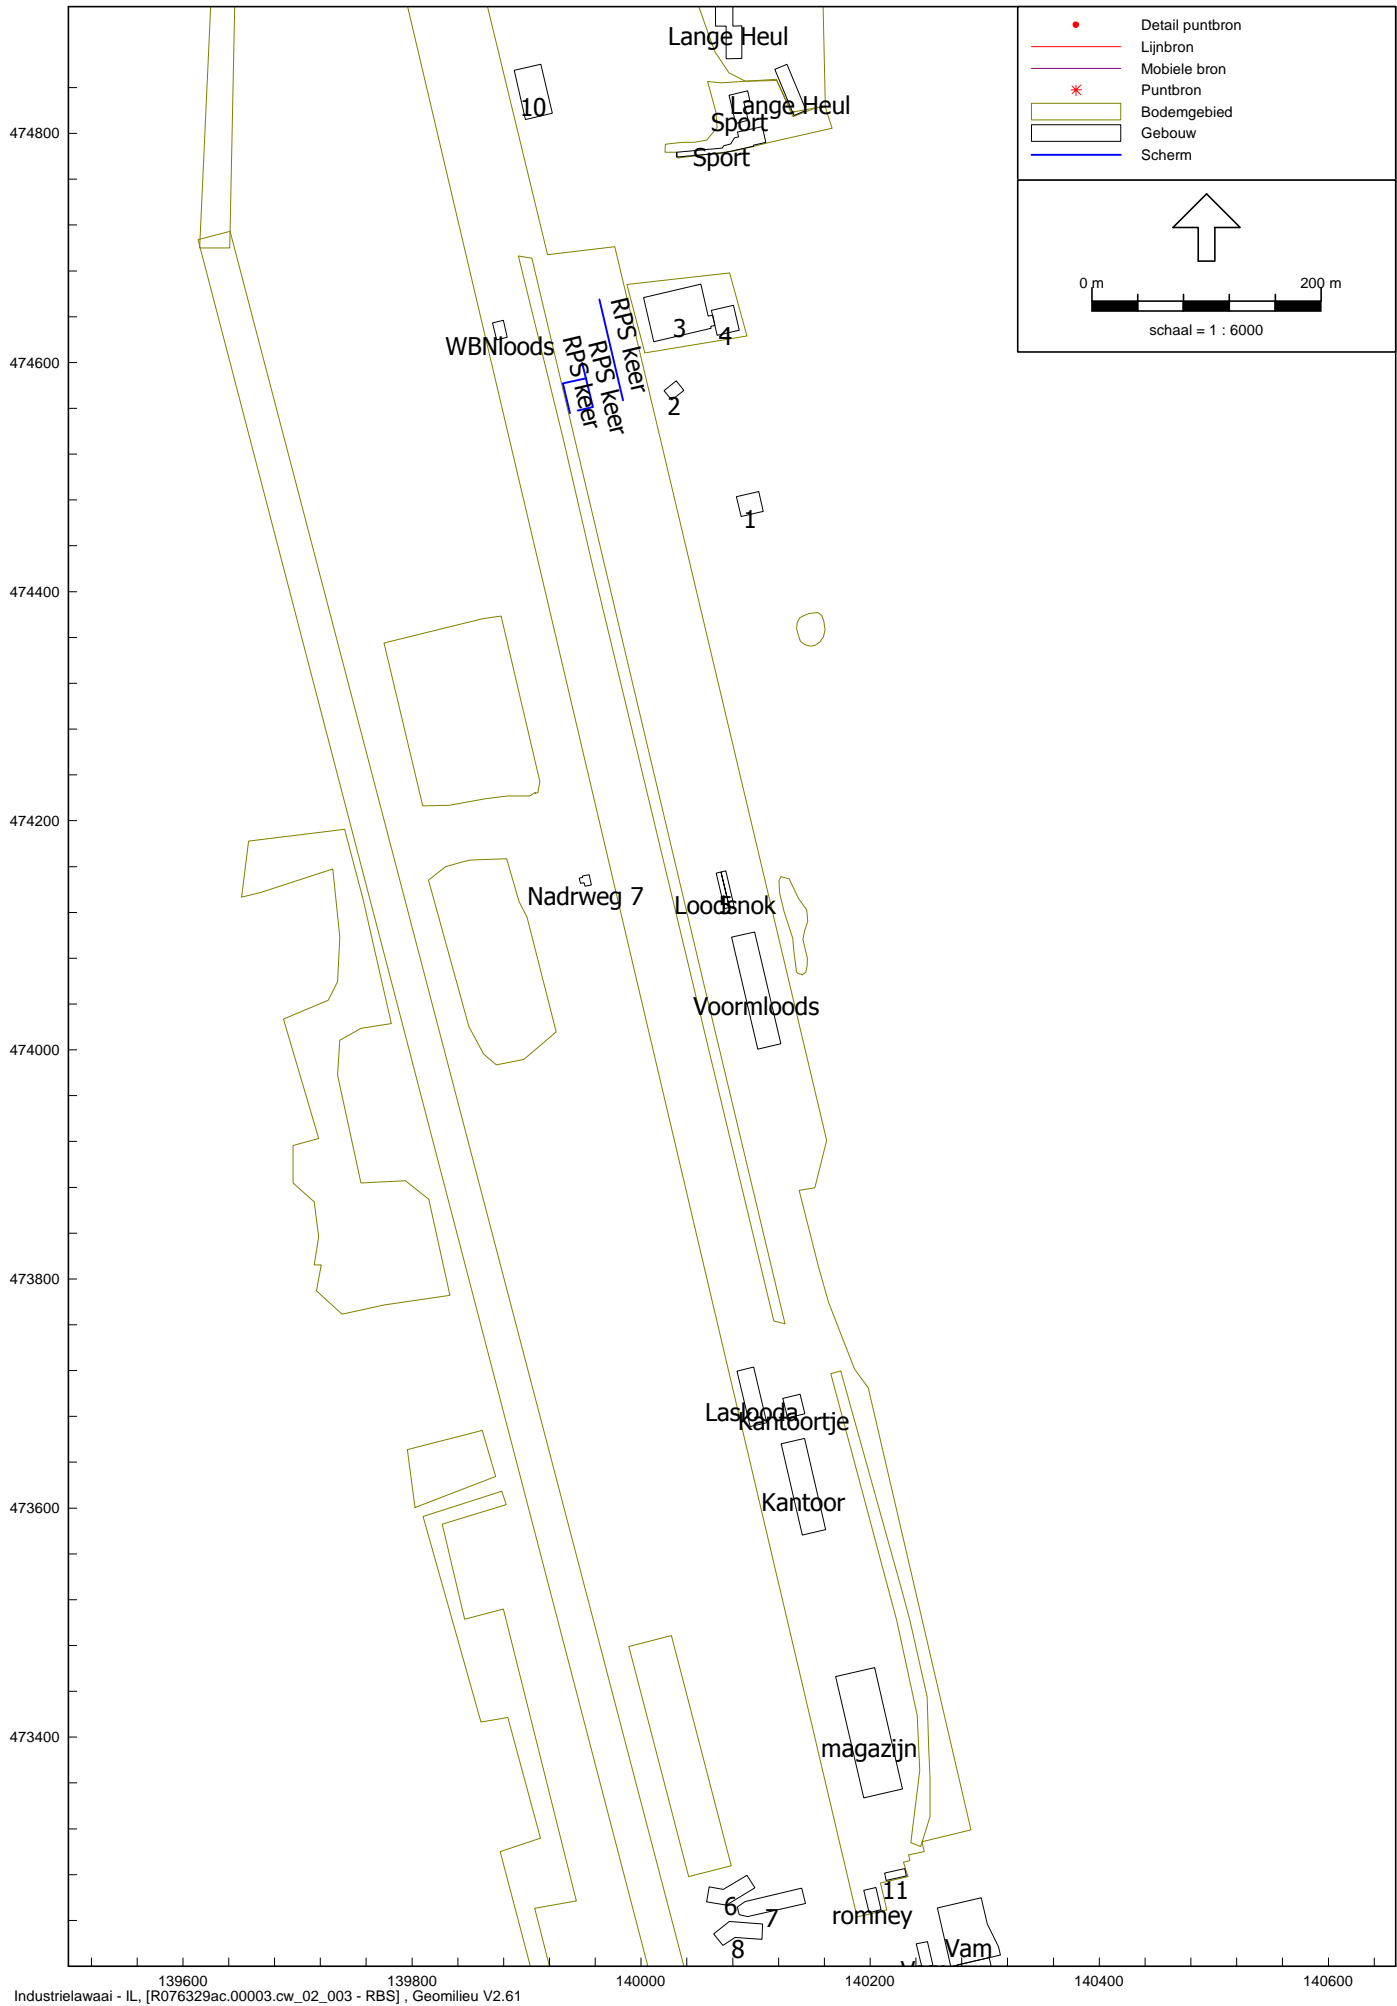 Detail puntbron
Lijnbron
Mobiele bron
Puntbron
Bodemgebied
Gebouw
Scherm
0 m
200 m
schaal = 1 : 6000
Lange Heul
10
Lange Heul
Sport
Sport
474800
3
4
RPS keer
WBNloods
RPS keer
RPS keer
474600
2
1
474400
474200
Nadrweg 7
Loodsnok
5
Voormloods
474000
473800
Laslooda
Kantoortje
Kantoor
473600
473400
magazijn
11
6
7
romney
8
Vam
139600
139800
140000
140200
140400
140600
Industrielawaai - IL, [R076329ac.00003.cw_02_003 - RBS] , Geomilieu V2.61